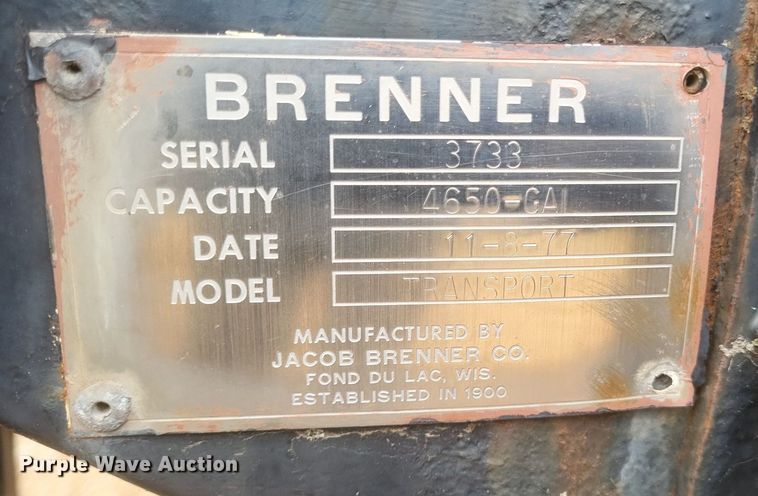 BRENNER
SERIAL 3733
CAPACITY 4650-GAL
DATE 11-8-77
MODEL TRANSPORT
MANUFACTURED BY
JACOB BRENNER CO.
FOND DU LAC, WIS.
ESTABLISHED IN 1900
Purple Wave Auction